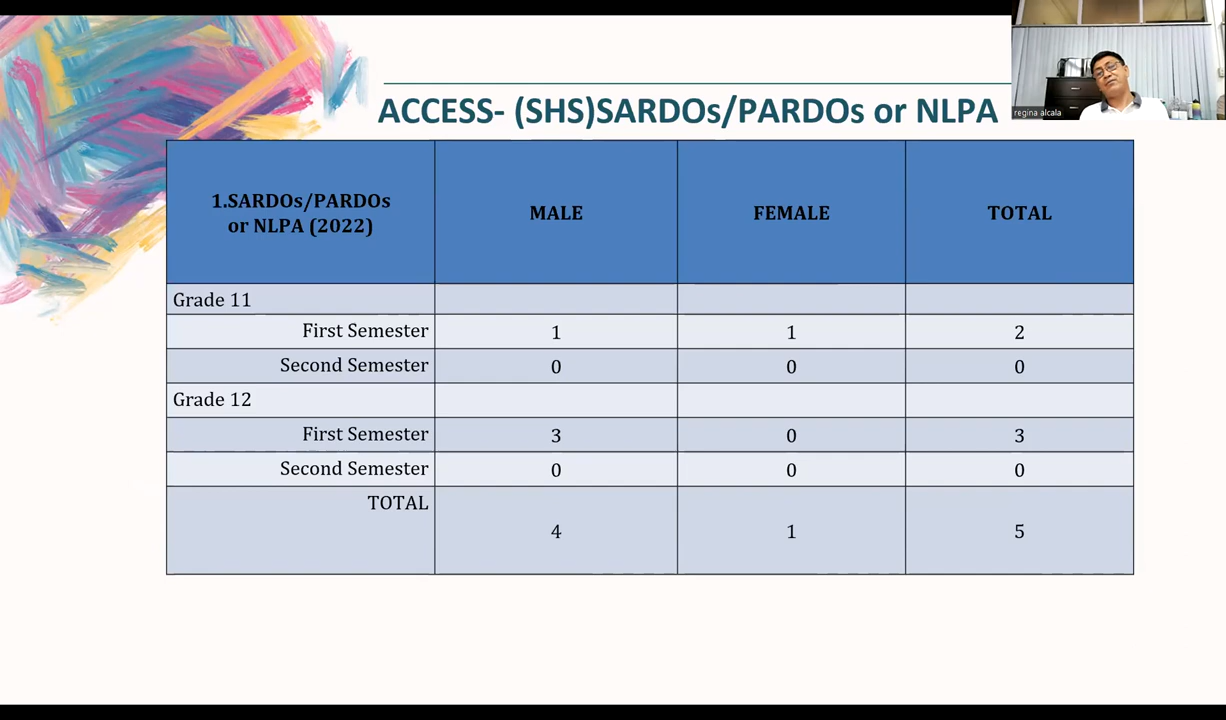 ACCESS- (SHS)SARDOs/PARDOs or NLPA
regina alcala
1.SARDOs/PARDOs
or NLPA (2022)
MALE
FEMALE
TOTAL
Grade 11
First Semester 1 1 2
Second Semester 0 0 0
Grade 12
First Semester 3 0 3
Second Semester 0 0 0
TOTAL
4 1 5